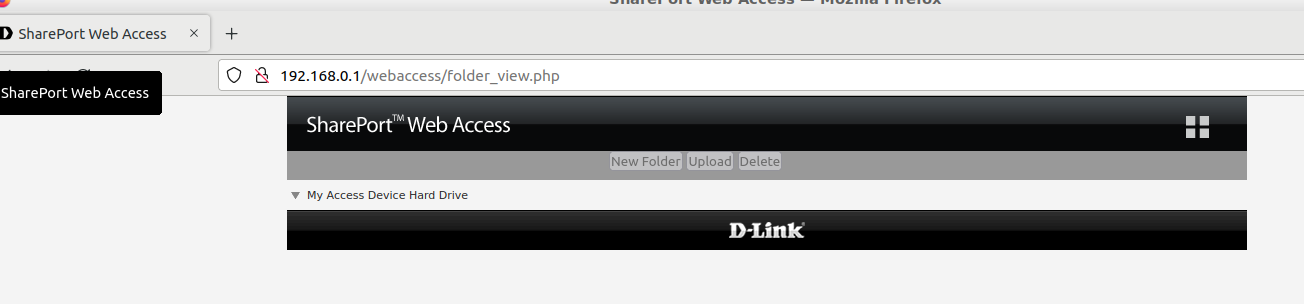 SharePort Web Access — Mozilla Firefox
SharePort Web Access
192.168.0.1/webaccess/folder_view.php
SharePort Web Access
SharePort™ Web Access
New Folder Upload Delete
My Access Device Hard Drive
D-Link